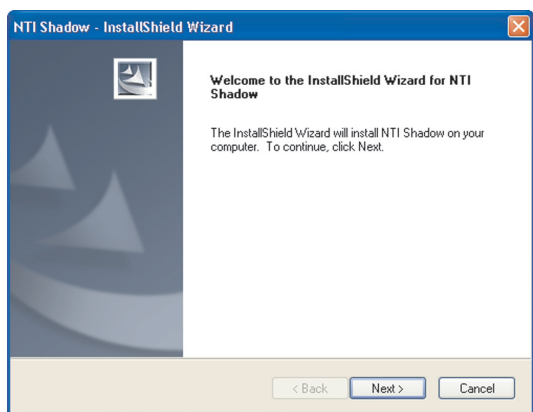 NTI Shadow - InstallShield Wizard
Welcome to the InstallShield Wizard for NTI
Shadow
The InstallShield Wizard will install NTI Shadow on your
computer. To continue, click Next.
< Back
Next >
Cancel